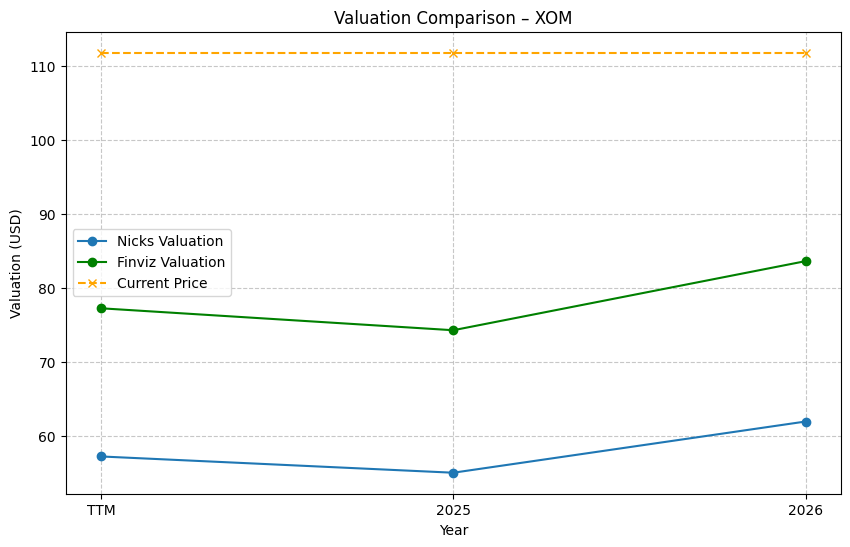 Valuation Comparison – XOM
Valuation (USD)
110
100
90
80
70
60
Nicks Valuation
Finviz Valuation
Current Price
TTM
2025
2026
Year